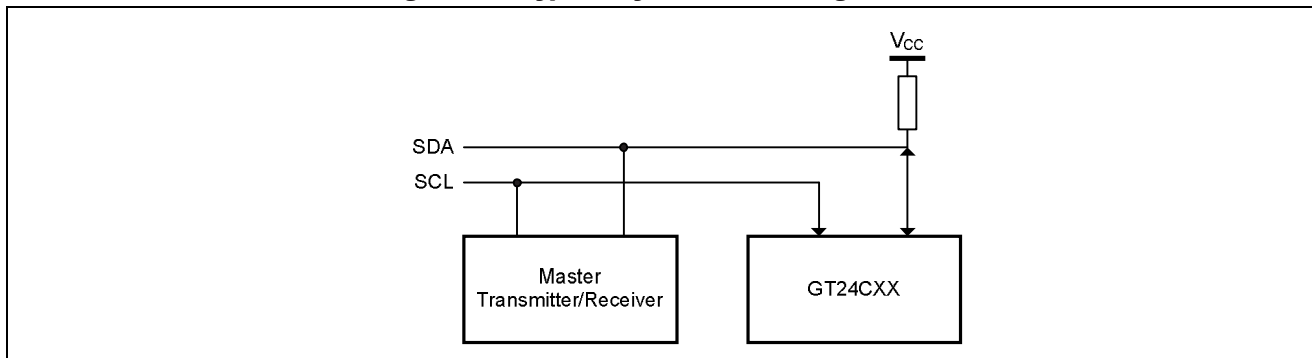 VCC
SDA
SCL
Master
Transmitter/Receiver
GT24CXX